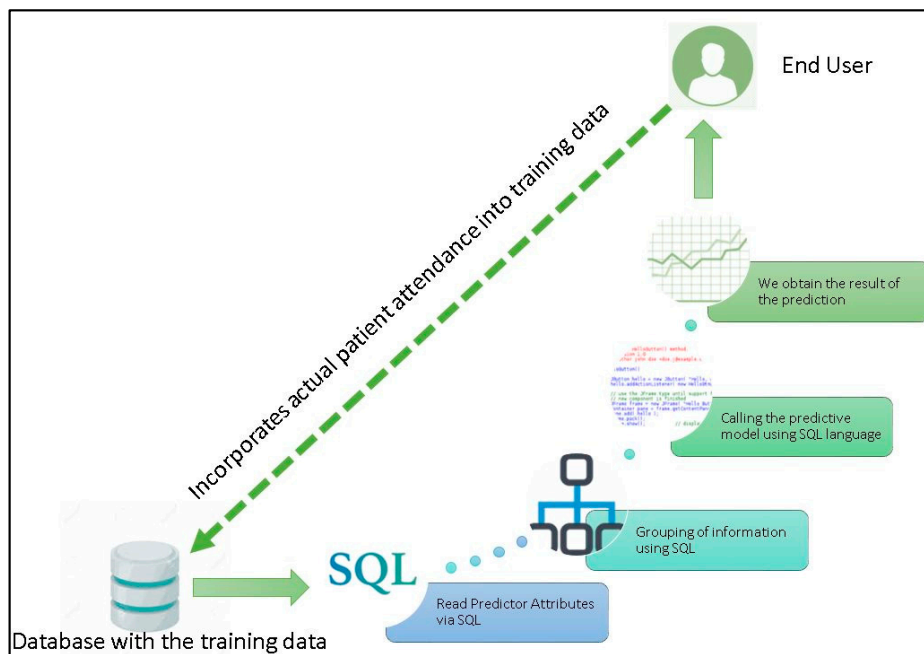 End User
Incorporates actual patient attendance into training data
We obtain the result of
the prediction
Calling the predictive
model using SQL language
Grouping of information
using SQL
SQL
Read Predictor Attributes
via SQL
Database with the training data